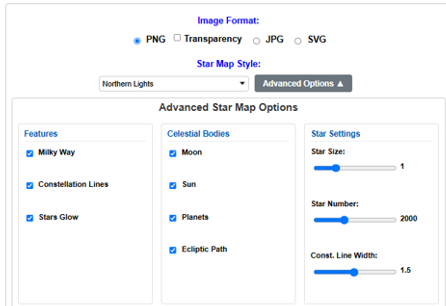 Image Format:
PNG Transparency JPG SVG
Star Map Style:
Northern Lights Advanced Options ▲
Advanced Star Map Options
Features
Milky Way
Constellation Lines
Stars Glow
Celestial Bodies
Moon
Sun
Planets
Ecliptic Path
Star Settings
Star Size:
1
Star Number:
2000
Const. Line Width:
1.5